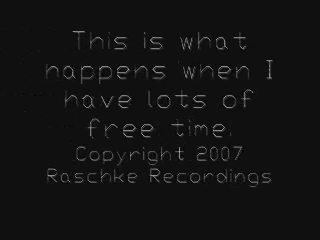 This is what
happens when I
have lots of
free time.
Copyright 2007
Raschke Recordings